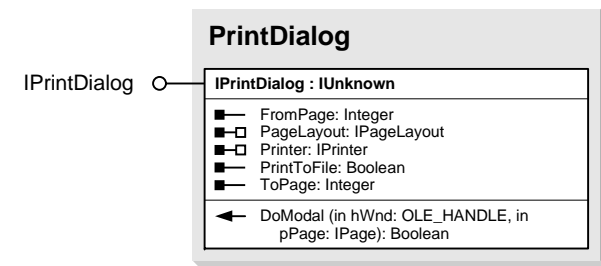 PrintDialog
IPrintDialog
IPrintDialog : IUnknown
FromPage: Integer
PageLayout: IPageLayout
Printer: IPrinter
PrintToFile: Boolean
ToPage: Integer
DoModal (in hWnd: OLE_HANDLE, in
pPage: IPage): Boolean